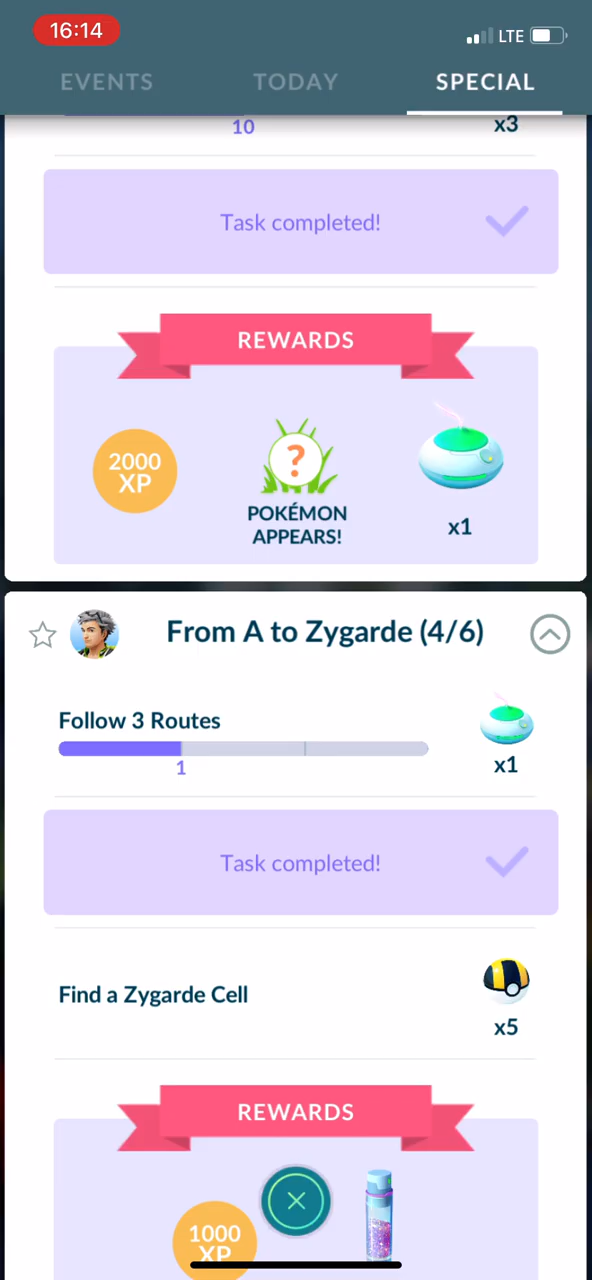 16:14
LTE
EVENTS
TODAY
SPECIAL
10
x3
Task completed!
REWARDS
2000
XP
?
POKÉMON
APPEARS!
x1
From A to Zygarde (4/6)
Follow 3 Routes
1
x1
Task completed!
Find a Zygarde Cell
x5
REWARDS
1000
XP